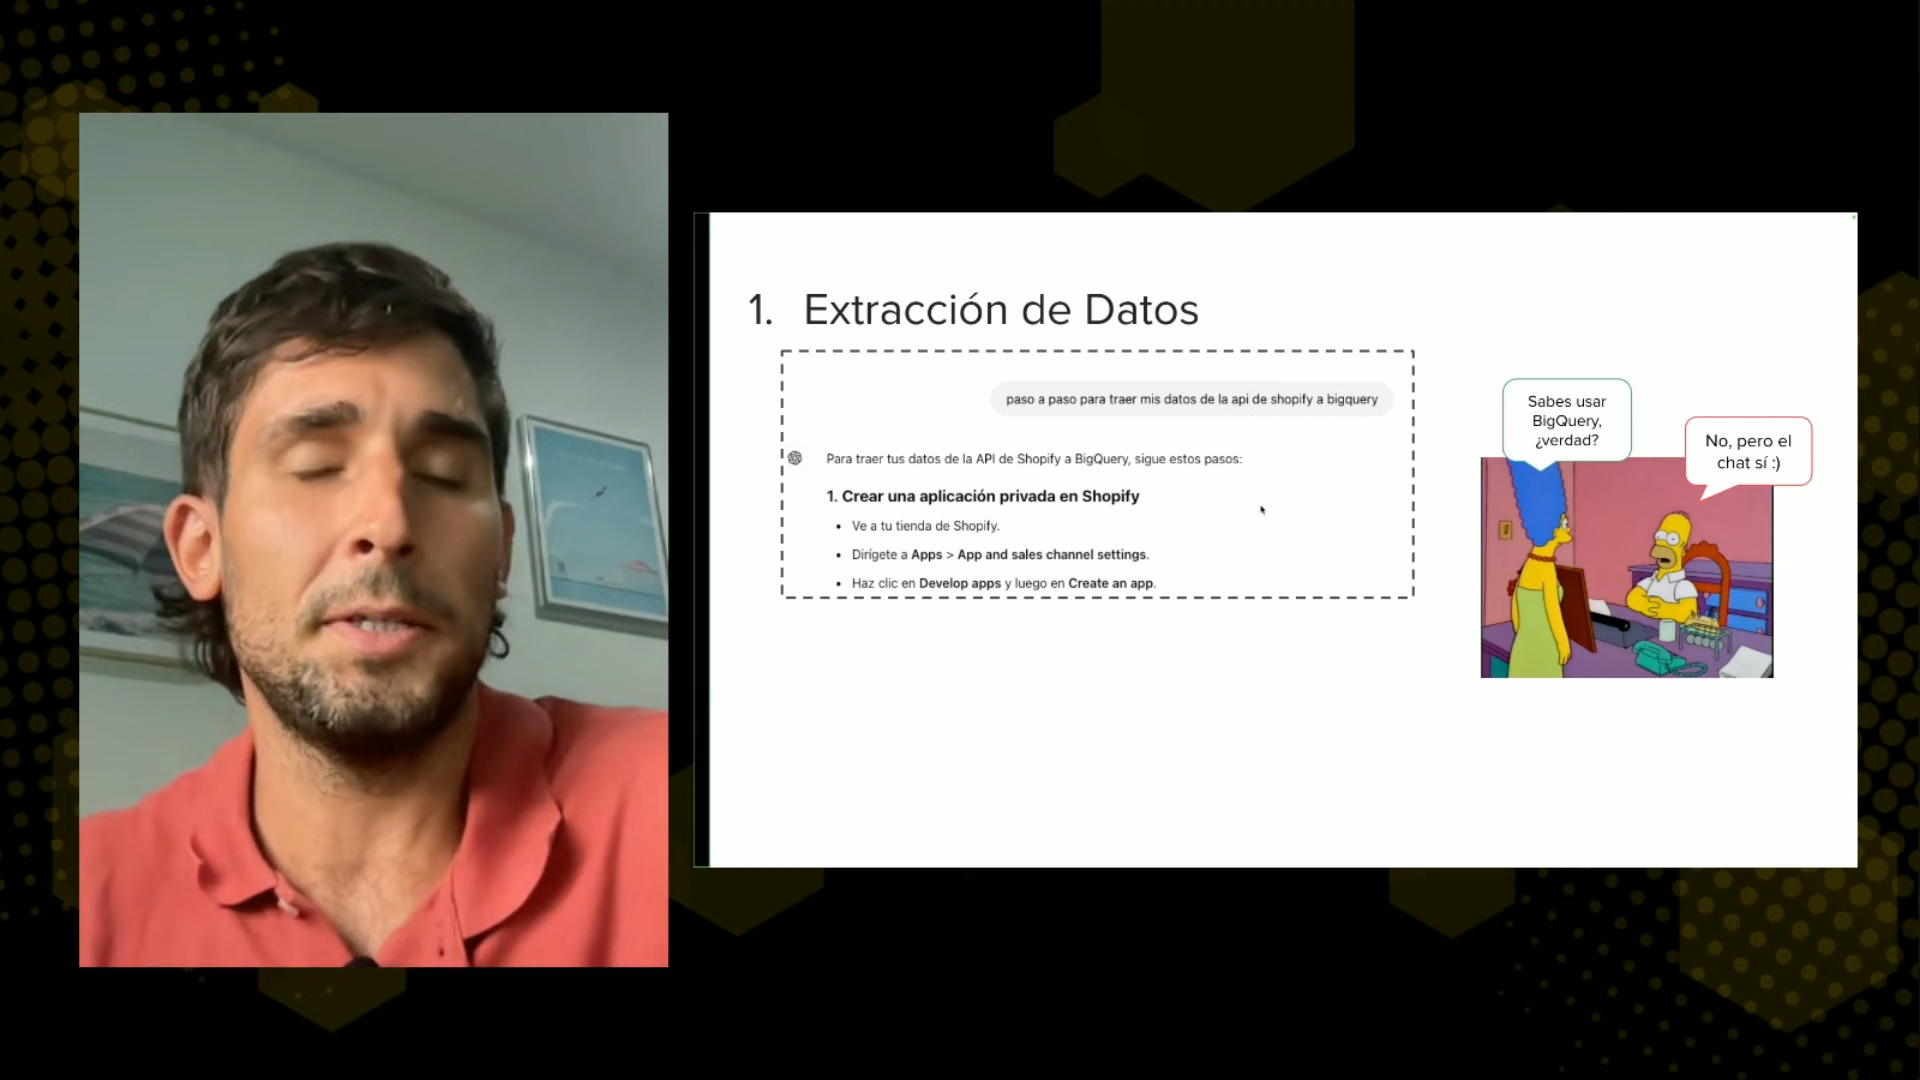 1. Extracción de Datos
paso a paso para traer mis datos de la api de shopify a bigquery
Para traer tus datos de la API de Shopify a BigQuery, sigue estos pasos:
1. Crear una aplicación privada en Shopify
• Ve a tu tienda de Shopify.
• Dirígete a Apps > App and sales channel settings.
• Haz clic en Develop apps y luego en Create an app.
Sabes usar
BigQuery,
¿verdad?
No, pero el
chat sí :)